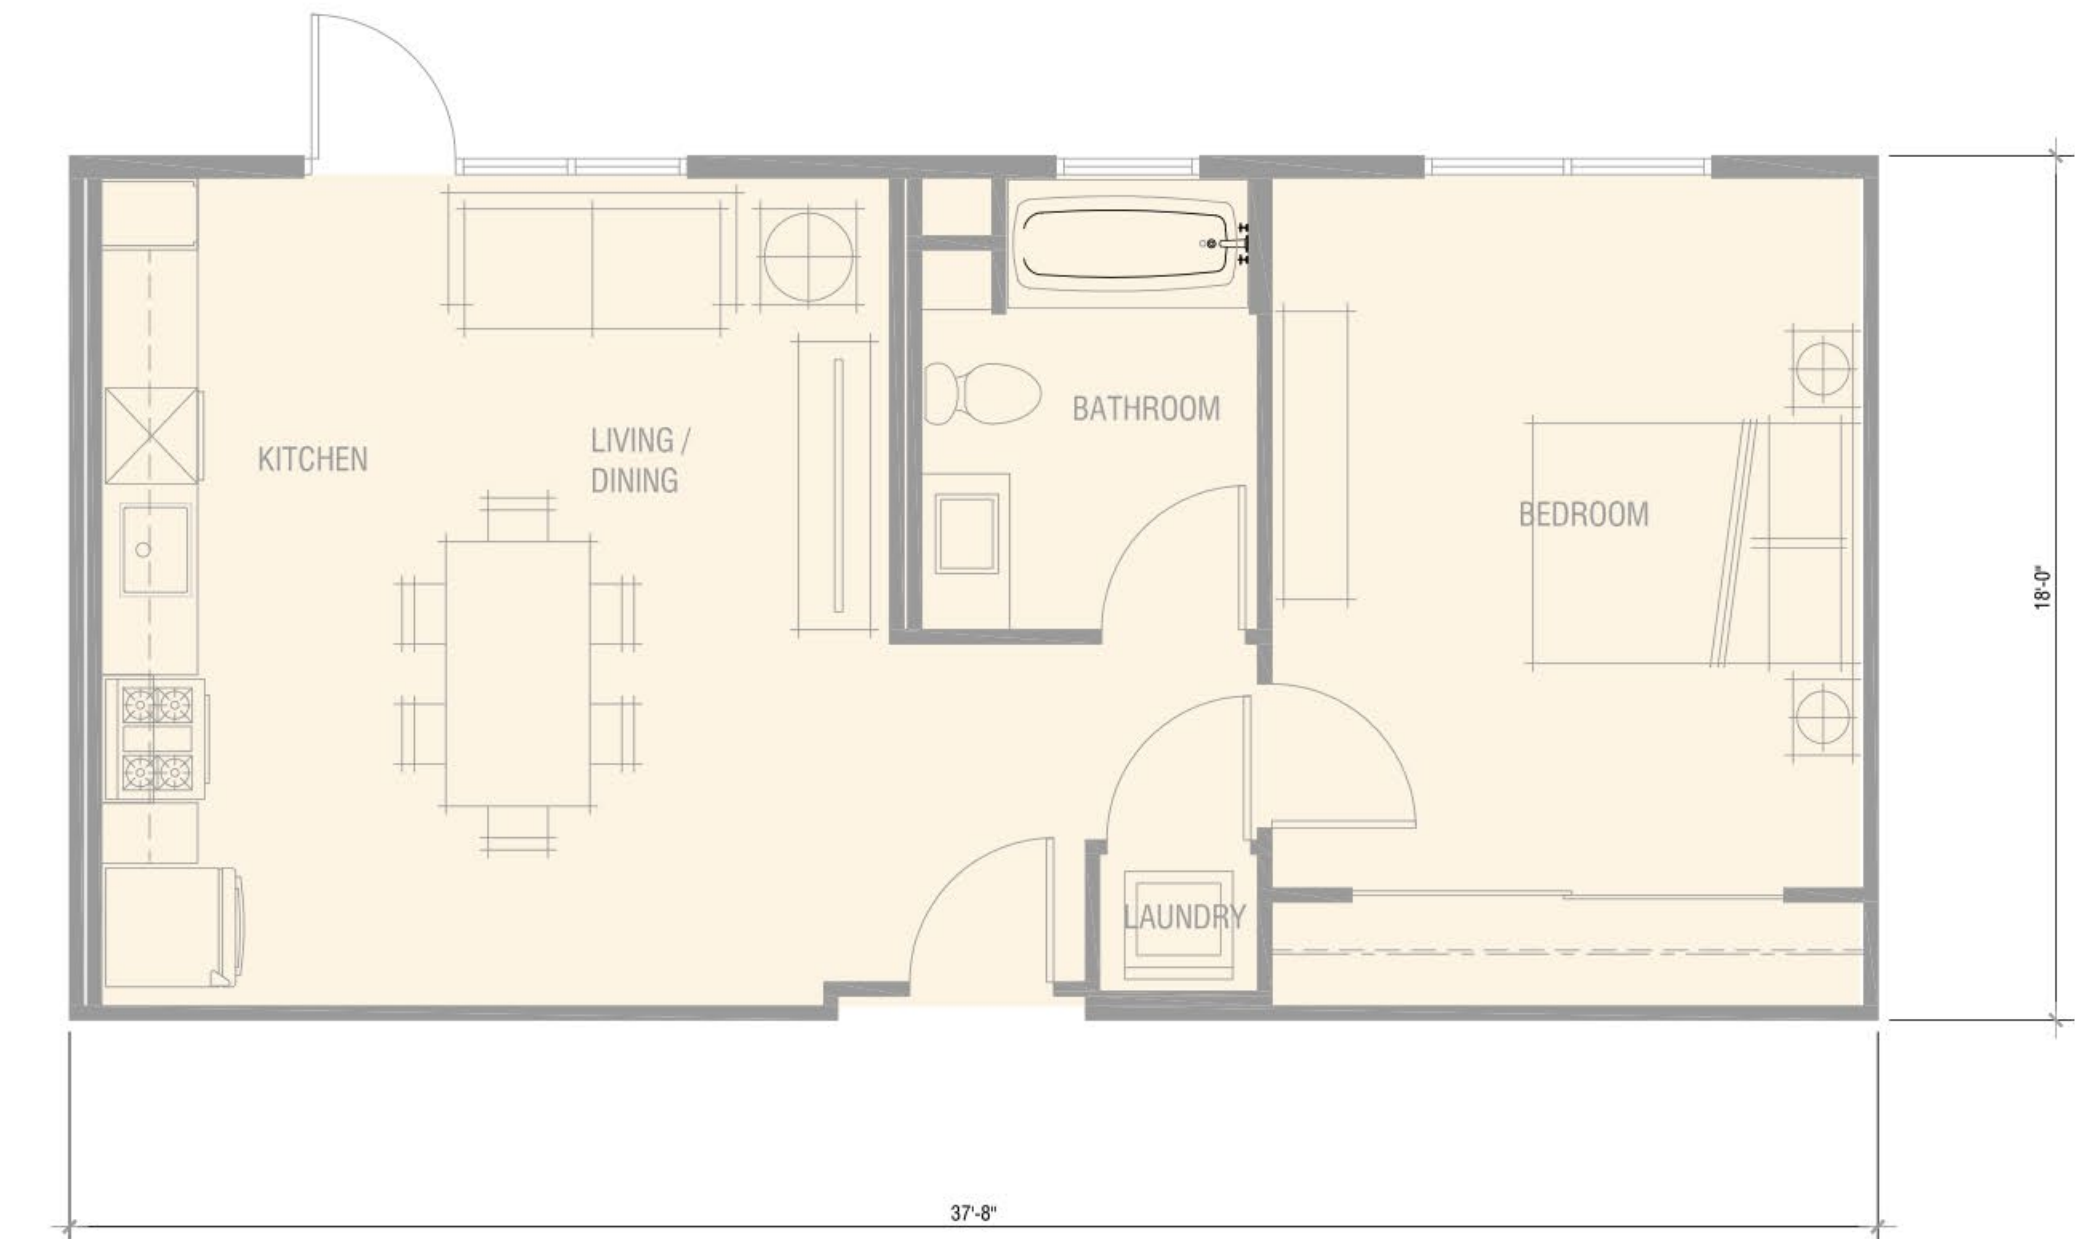 KITCHEN
LIVING /
DINING
BATHROOM
BEDROOM
LAUNDRY
18'-0"
37'-8"